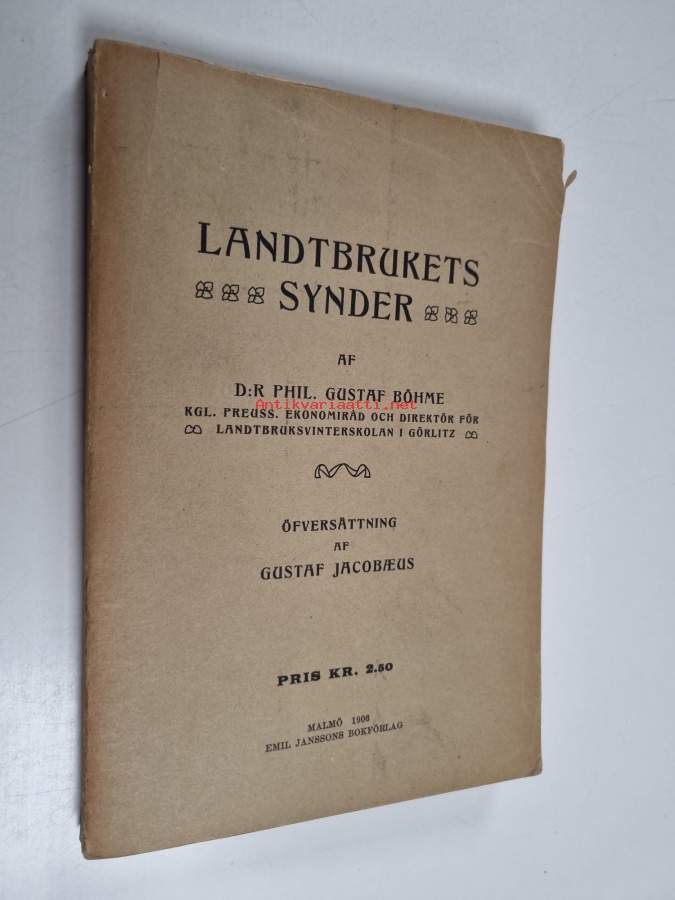 LANDTBRUKETS
SYNDER
AF
D:R PHIL. GUSTAF BÖHME
Antikvariaatti.net
KGL. PREUSS. EKONOMIRÅD OCH DIREKTÖR FÖR
LANDTBRUKSVINTERSKOLAN I GÖRLITZ
ÖFVERSÄTTNING
AF
GUSTAF JACOBÆUS
PRIS KR. 2.50
MALMÖ 1906
EMIL JANSSONS BOKFÖRLAG